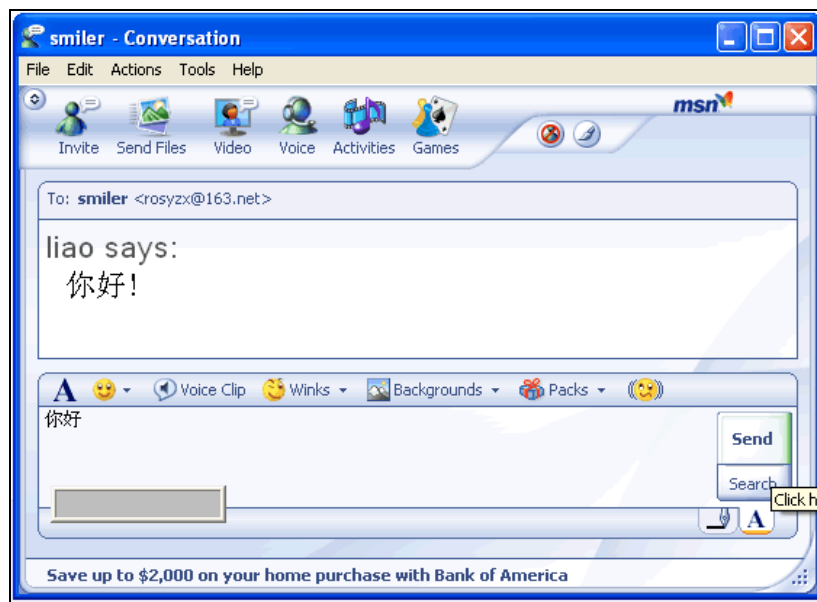 smiler - Conversation
File Edit Actions Tools Help
msn
Invite Send Files Video Voice Activities Games
To: smiler <rosyzx@163.net>
liao says:
你好!
A Voice Clip Winks Backgrounds Packs
你好
Send
Search
Click h
A
Save up to $2,000 on your home purchase with Bank of America